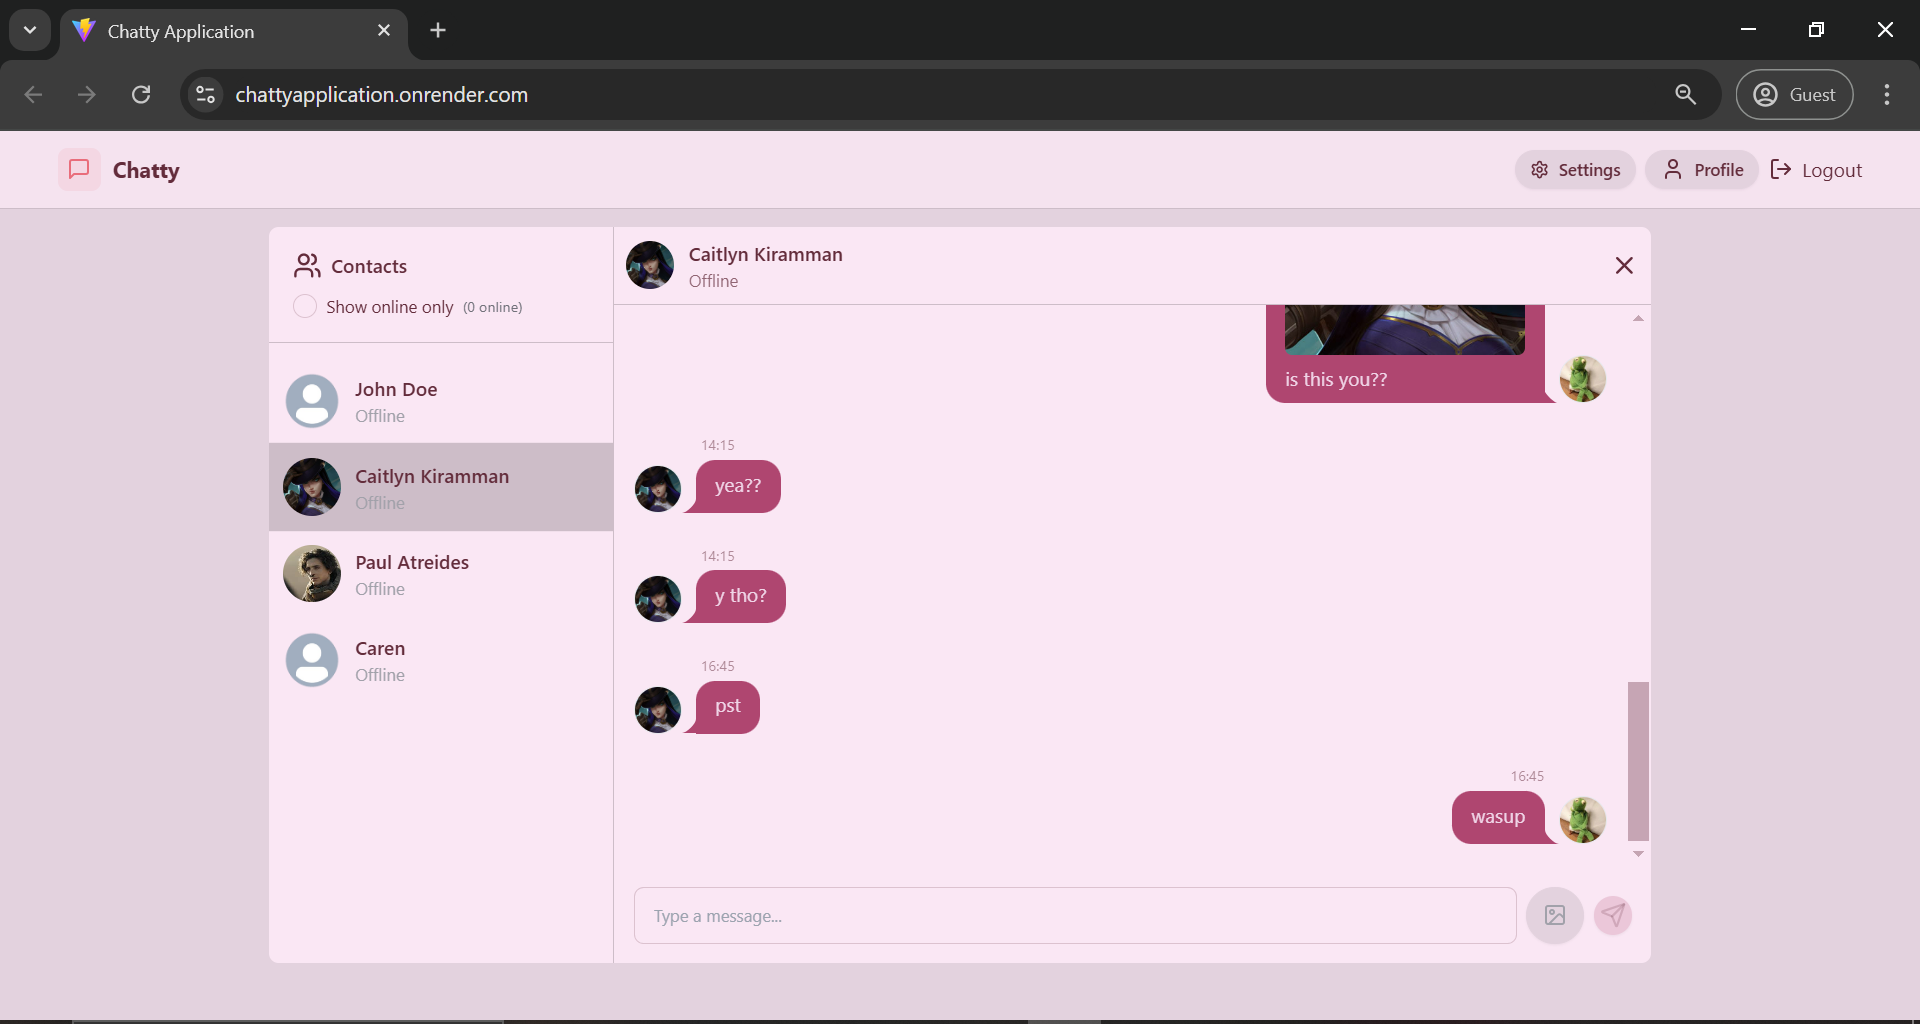 Chatty Application
chattyapplication.onrender.com
Guest
Chatty
Settings
Profile
Logout
Contacts
Show online only (0 online)
John Doe
Offline
Caitlyn Kiramman
Offline
Paul Atreides
Offline
Caren
Offline
Caitlyn Kiramman
Offline
is this you??
14:15
yea??
14:15
y tho?
16:45
pst
16:45
wasup
Type a message...